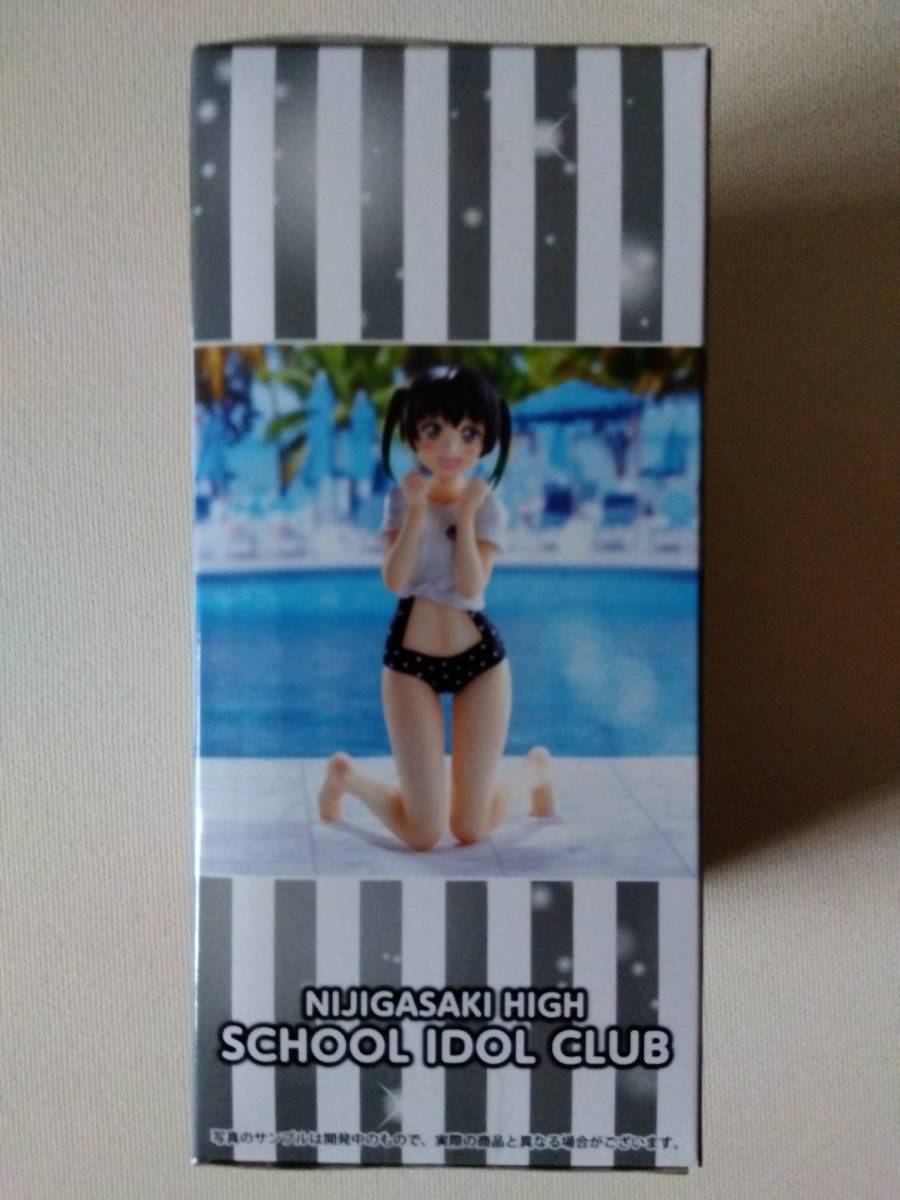 NIJIGASAKI HIGH
SCHOOL IDOL CLUB
写真のサンプルは開発中のもので、実際の商品と異なる場合がございます。